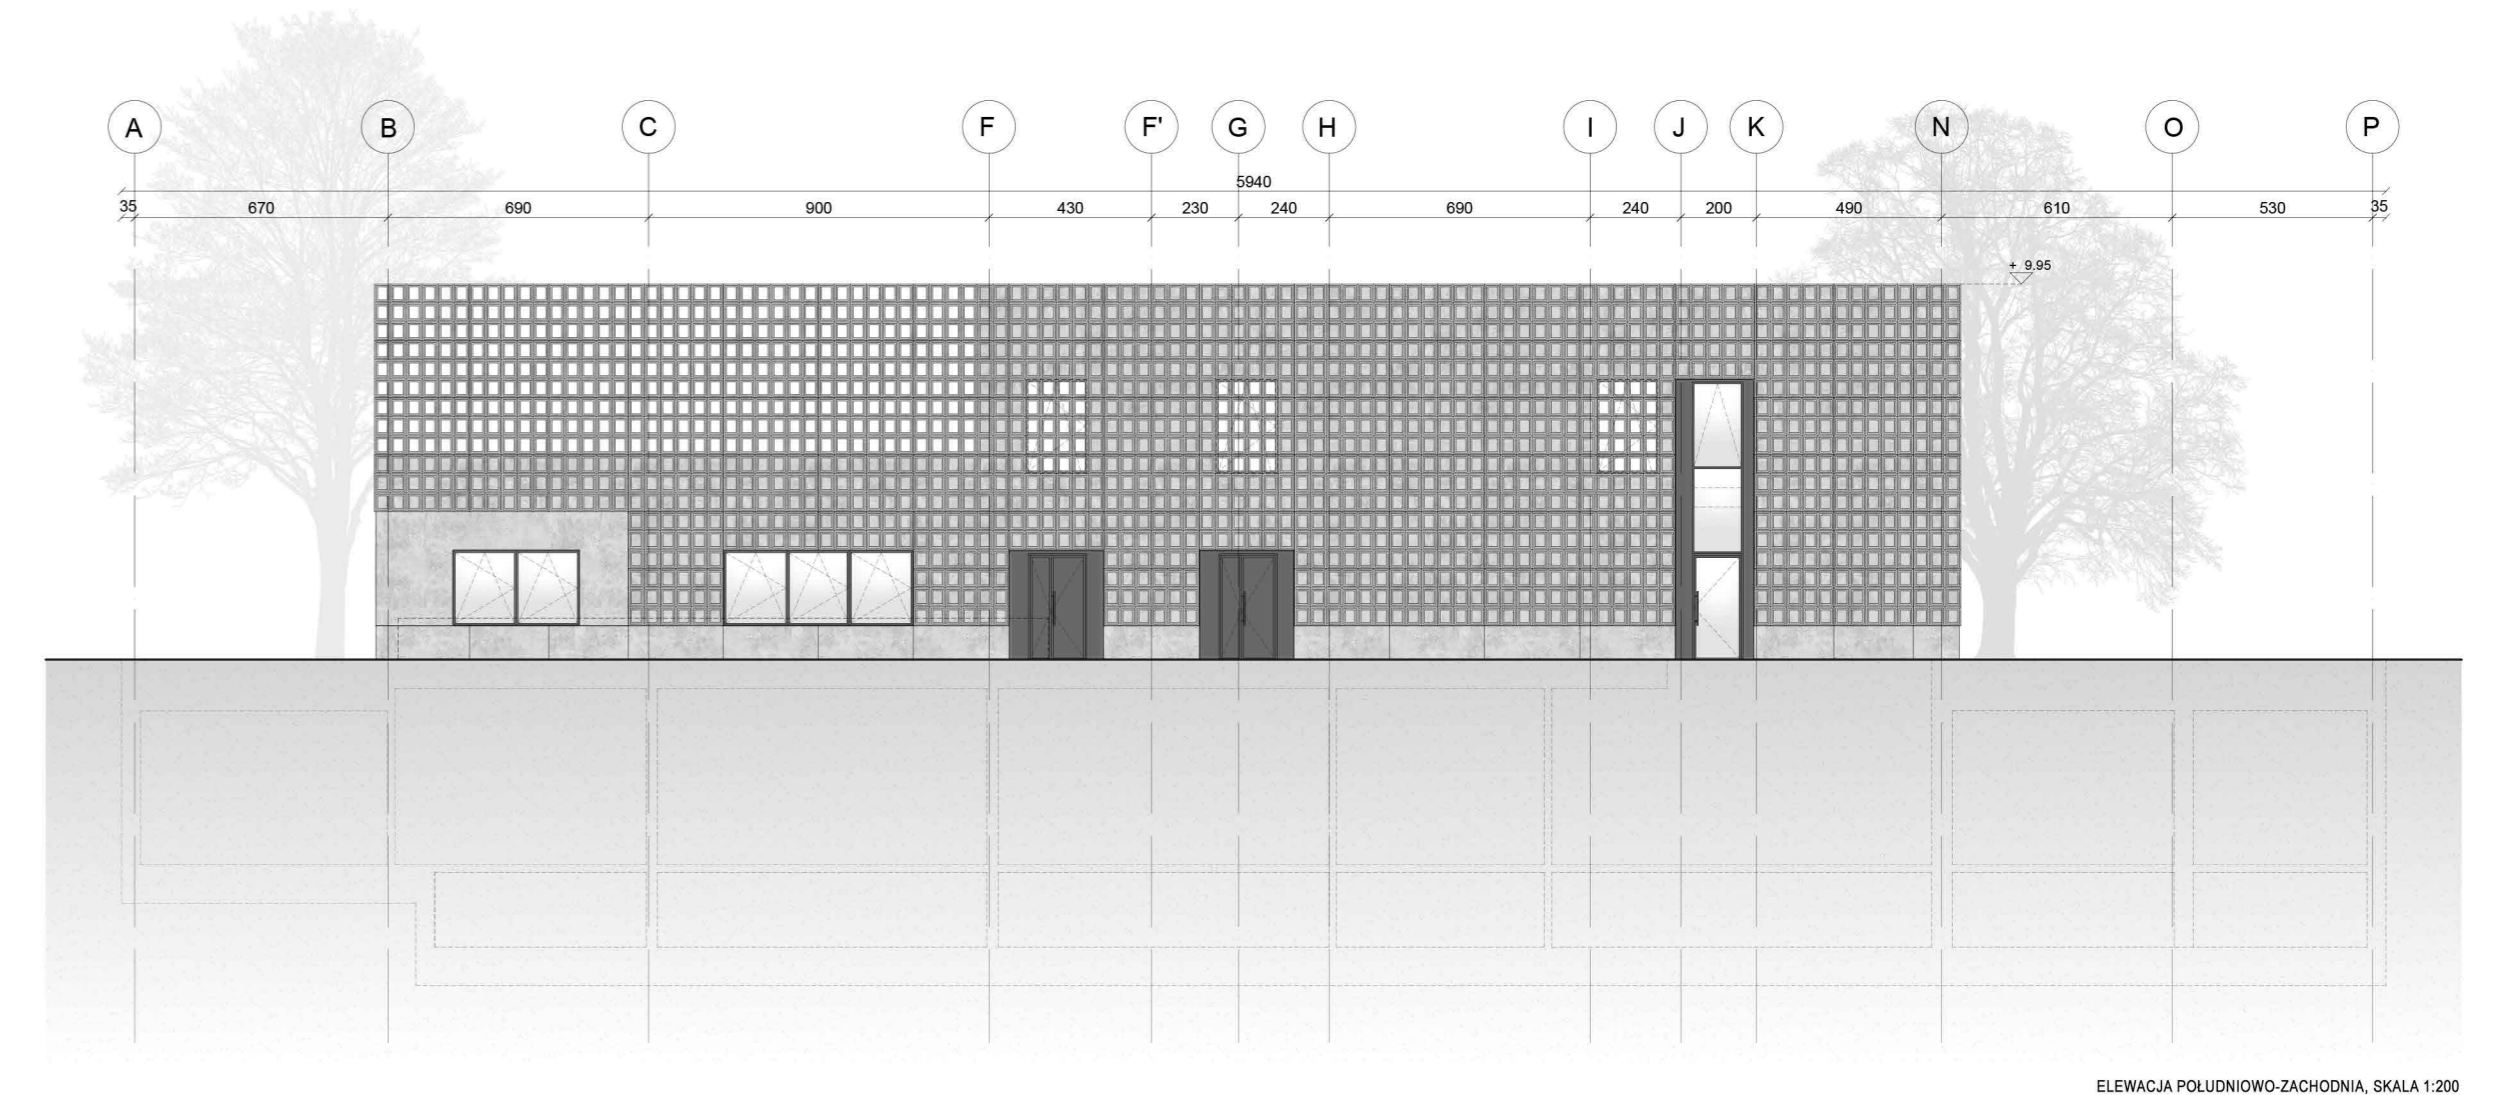 A B C F F' G H I J K N O P
5940
35 670 690 900 430 230 240 690 240 200 490 610 530 35
+ 9.95
ELEWACJA POŁUDNIOWO-ZACHODNIA, SKALA 1:200